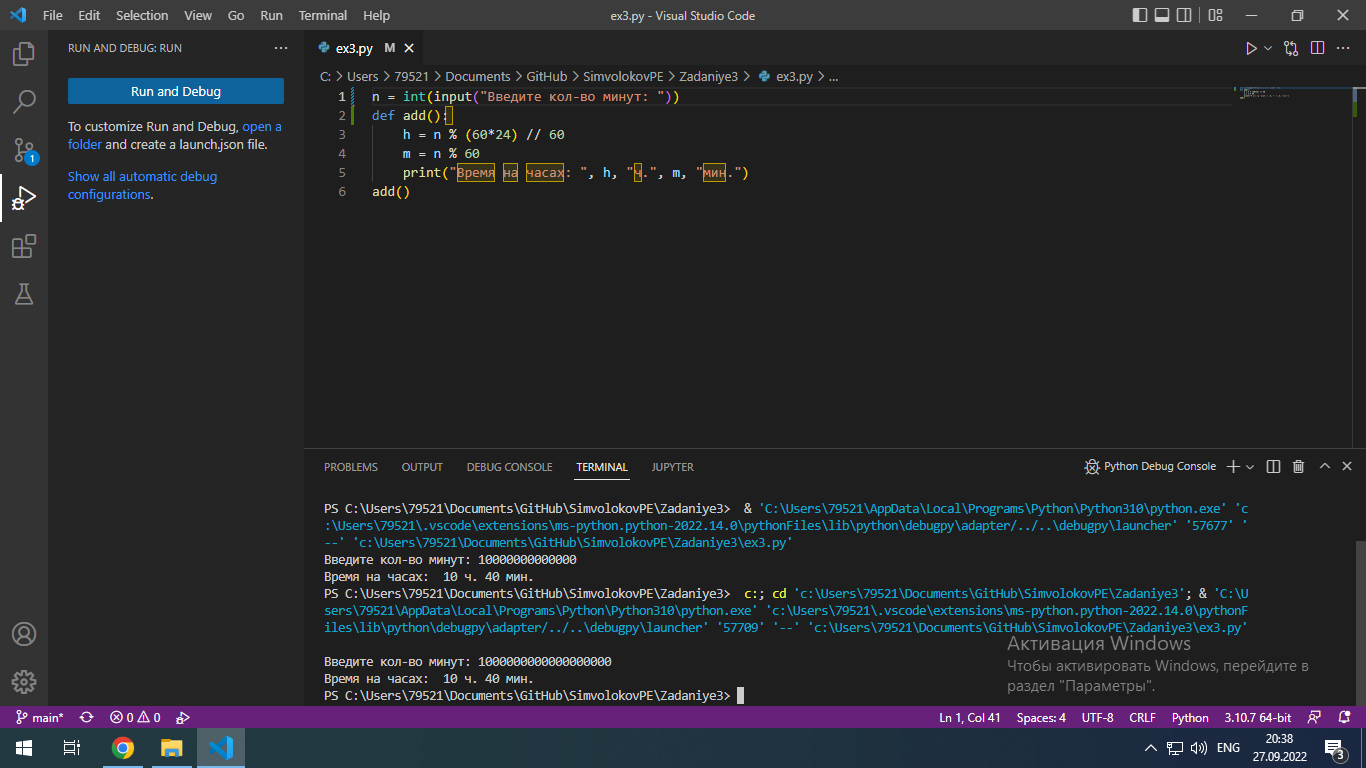 File Edit Selection View Go Run Terminal Help ex3.py - Visual Studio Code
RUN AND DEBUG: RUN ...
Run and Debug
To customize Run and Debug, open a
folder and create a launch.json file.
Show all automatic debug
configurations.
1
ex3.py M
C: > Users > 79521 > Documents > GitHub > SimvolokovPE > Zadaniye3 > ex3.py > ...
1 n = int(input("Введите кол-во минут: "))
2 def add():
3 h = n % (60*24) // 60
4 m = n % 60
5 print("Время на часах: ", h, "ч.", m, "мин.")
6 add()
PROBLEMS OUTPUT DEBUG CONSOLE TERMINAL JUPYTER Python Debug Console
PS C:\Users\79521\Documents\GitHub\SimvolokovPE\Zadaniye3> & 'C:\Users\79521\AppData\Local\Programs\Python\Python310\python.exe' 'c
:\Users\79521\.vscode\extensions\ms-python.python-2022.14.0\pythonFiles\lib\python\debugpy\adapter/../..\debugpy\launcher' '57677' '
--' 'c:\Users\79521\Documents\GitHub\SimvolokovPE\Zadaniye3\ex3.py'
Введите кол-во минут: 10000000000000
Время на часах:  10 ч. 40 мин.
PS C:\Users\79521\Documents\GitHub\SimvolokovPE\Zadaniye3> c:; cd 'c:\Users\79521\Documents\GitHub\SimvolokovPE\Zadaniye3'; & 'C:\U
sers\79521\AppData\Local\Programs\Python\Python310\python.exe' 'c:\Users\79521\.vscode\extensions\ms-python.python-2022.14.0\pythonF
iles\lib\python\debugpy\adapter/../..\debugpy\launcher' '57709' '--' 'c:\Users\79521\Documents\GitHub\SimvolokovPE\Zadaniye3\ex3.py'
Введите кол-во минут: 1000000000000000000
Время на часах:  10 ч. 40 мин.
PS C:\Users\79521\Documents\GitHub\SimvolokovPE\Zadaniye3>
Активация Windows
Чтобы активировать Windows, перейдите в
раздел "Параметры".
main* 0 0 Ln 1, Col 41 Spaces: 4 UTF-8 CRLF Python 3.10.7 64-bit
ENG 20:38
27.09.2022
3